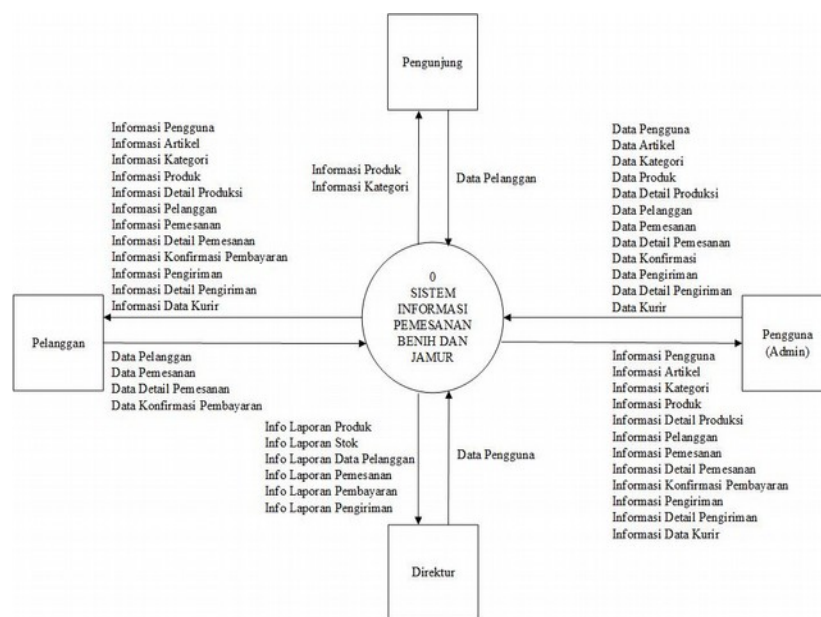 Pengunjung
Informasi Pengguna
Informasi Artikel
Informasi Kategori
Informasi Produk
Informasi Detail Produksi
Informasi Pelanggan
Informasi Pemesanan
Informasi Detail Pemesanan
Informasi Konfirmasi Pembayaran
Informasi Pengiriman
Informasi Detail Pengiriman
Informasi Data Kurir
Informasi Produk
Informasi Kategori
Data Pelanggan
Data Pengguna
Data Artikel
Data Kategori
Data Produk
Data Detail Produksi
Data Pelanggan
Data Pemesanan
Data Detail Pemesanan
Data Konfirmasi
Data Pengiriman
Data Detail Pengiriman
Data Kurir
0
SISTEM
INFORMASI
PEMESANAN
BENIH DAN
JAMUR
Pelanggan
Pengguna
(Admin)
Data Pelanggan
Data Pemesanan
Data Detail Pemesanan
Data Konfirmasi Pembayaran
Info Laporan Produk
Info Laporan Stok
Info Laporan Data Pelanggan
Info Laporan Pemesanan
Info Laporan Pembayaran
Info Laporan Pengiriman
Data Pengguna
Informasi Pengguna
Informasi Artikel
Informasi Kategori
Informasi Produk
Informasi Detail Produksi
Informasi Pelanggan
Informasi Pemesanan
Informasi Detail Pemesanan
Informasi Konfirmasi Pembayaran
Informasi Pengiriman
Informasi Detail Pengiriman
Informasi Data Kurir
Direktur